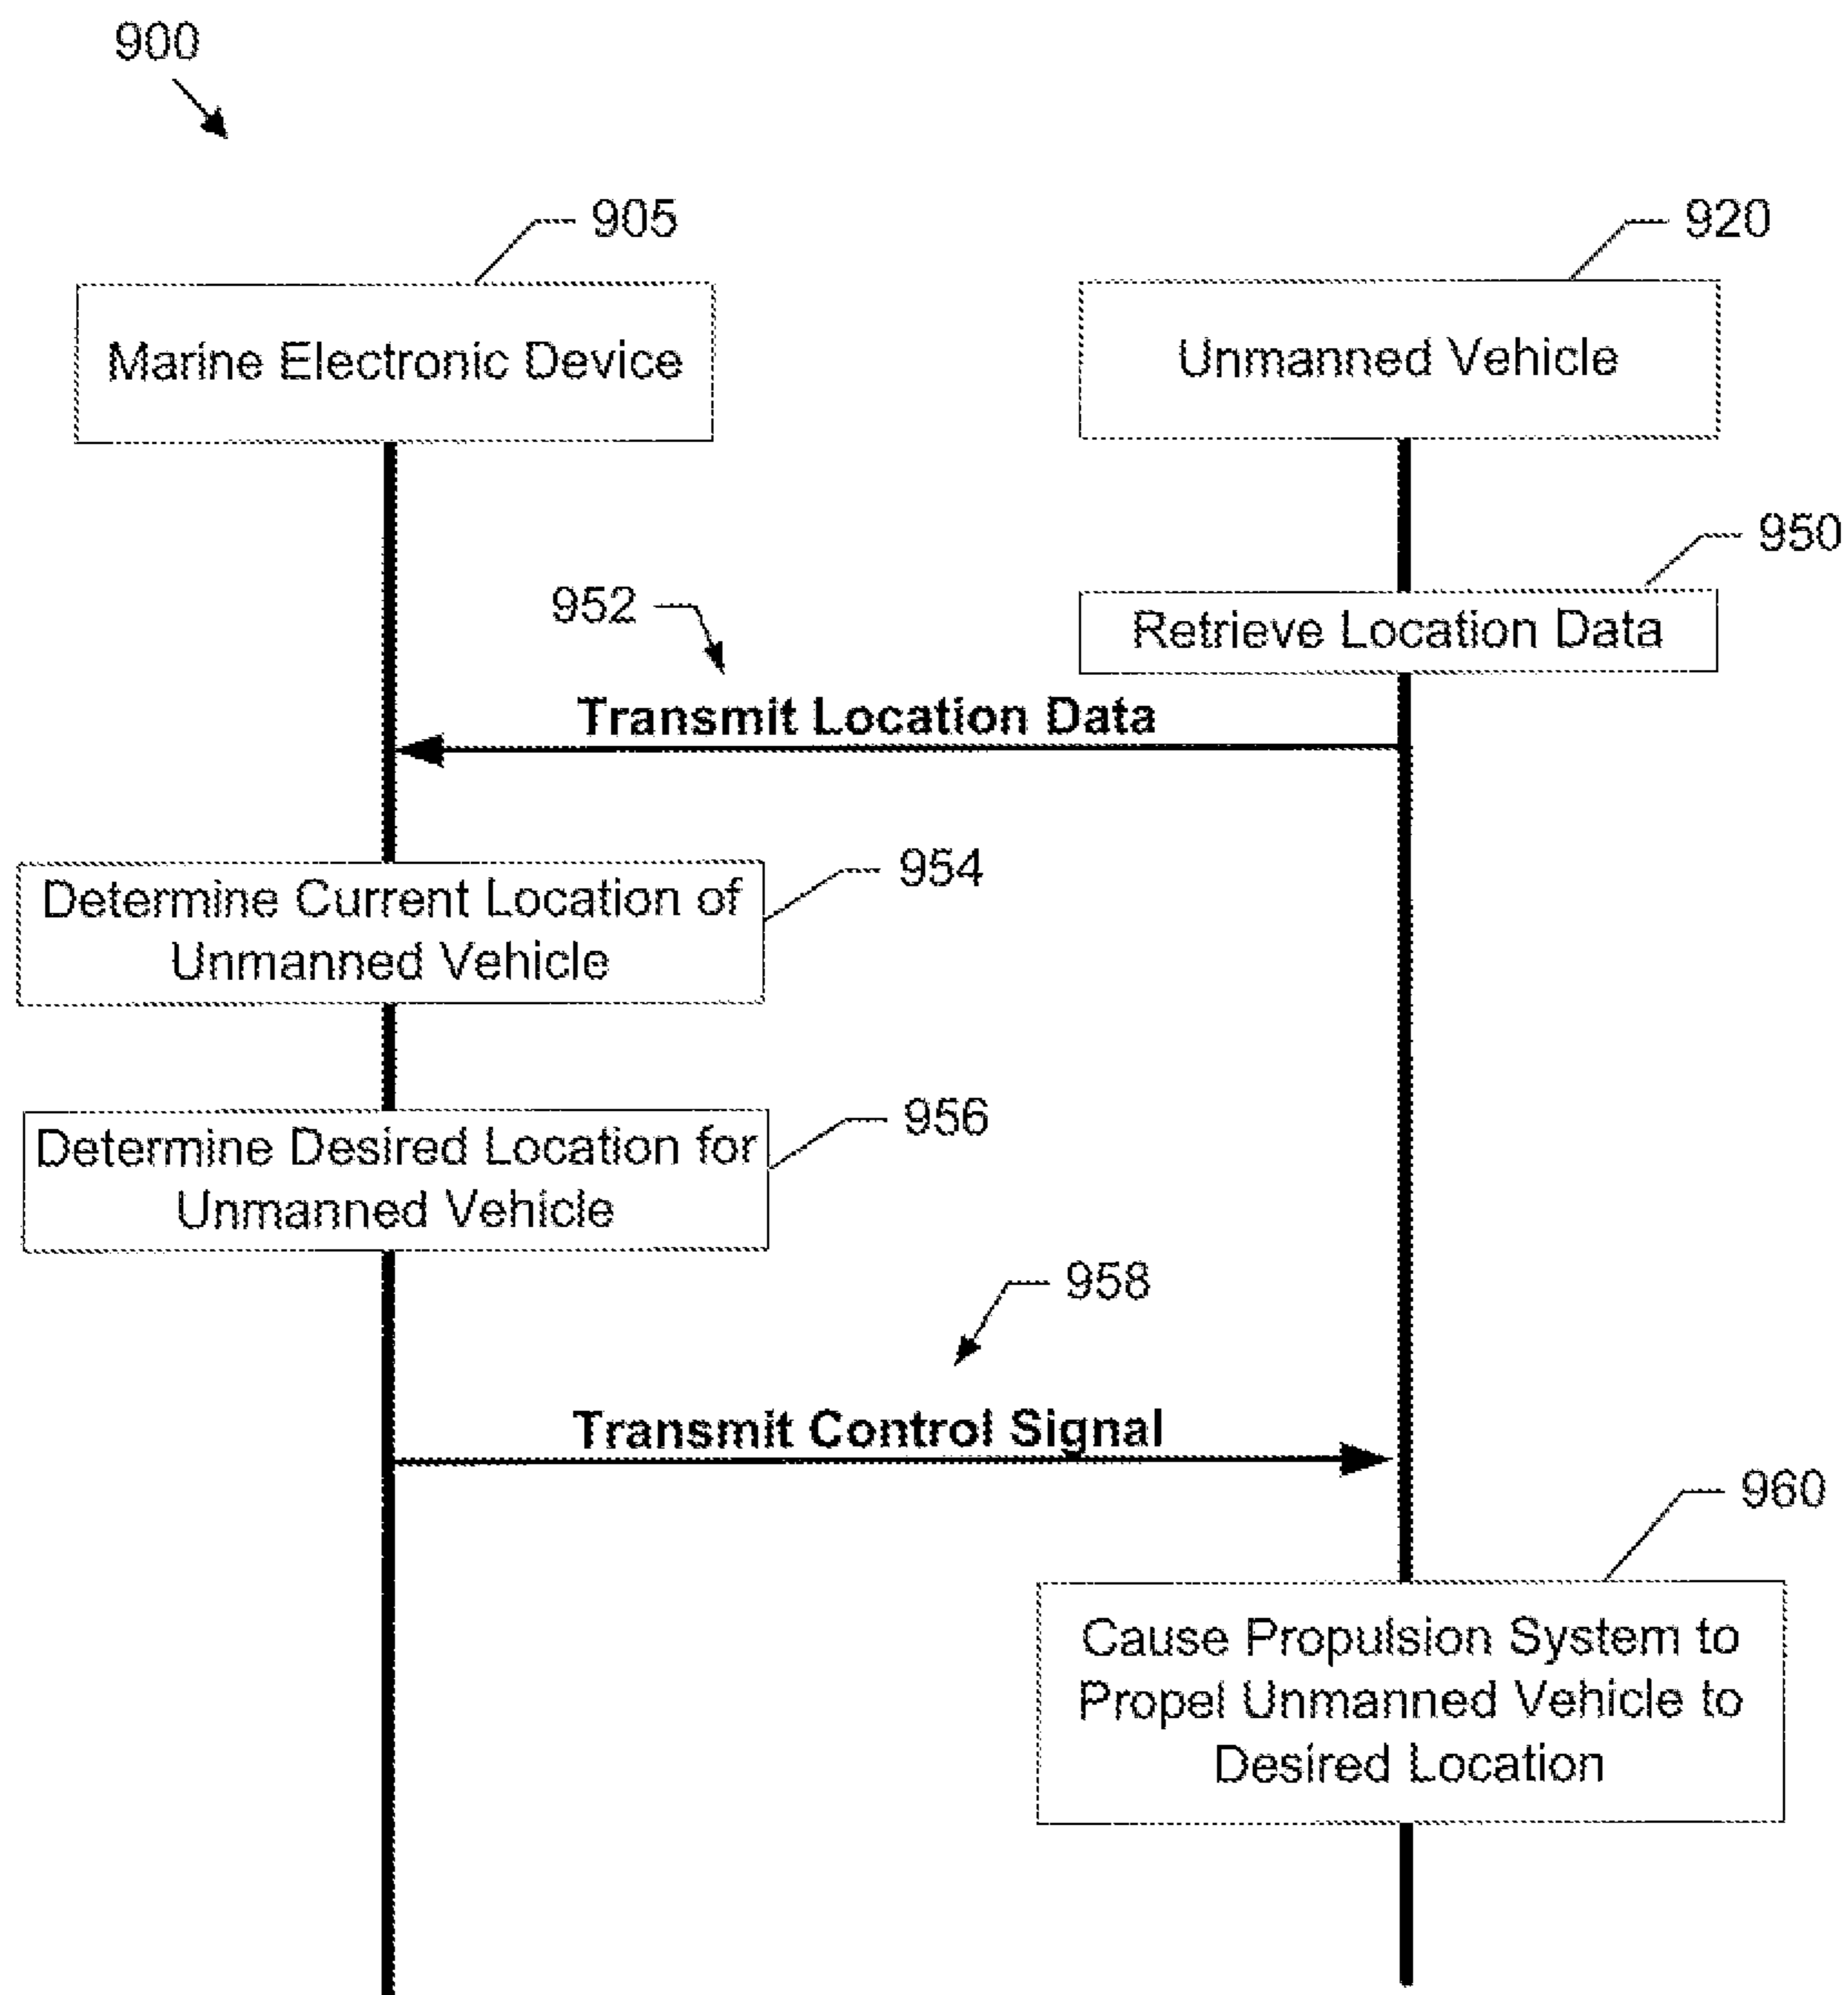 900
905
920
Marine Electronic Device
Unmanned Vehicle
950
952
Retrieve Location Data
Transmit Location Data
954
Determine Current Location of
Unmanned Vehicle
956
Determine Desired Location for
Unmanned Vehicle
958
Transmit Control Signal
960
Cause Propulsion System to
Propel Unmanned Vehicle to
Desired Location